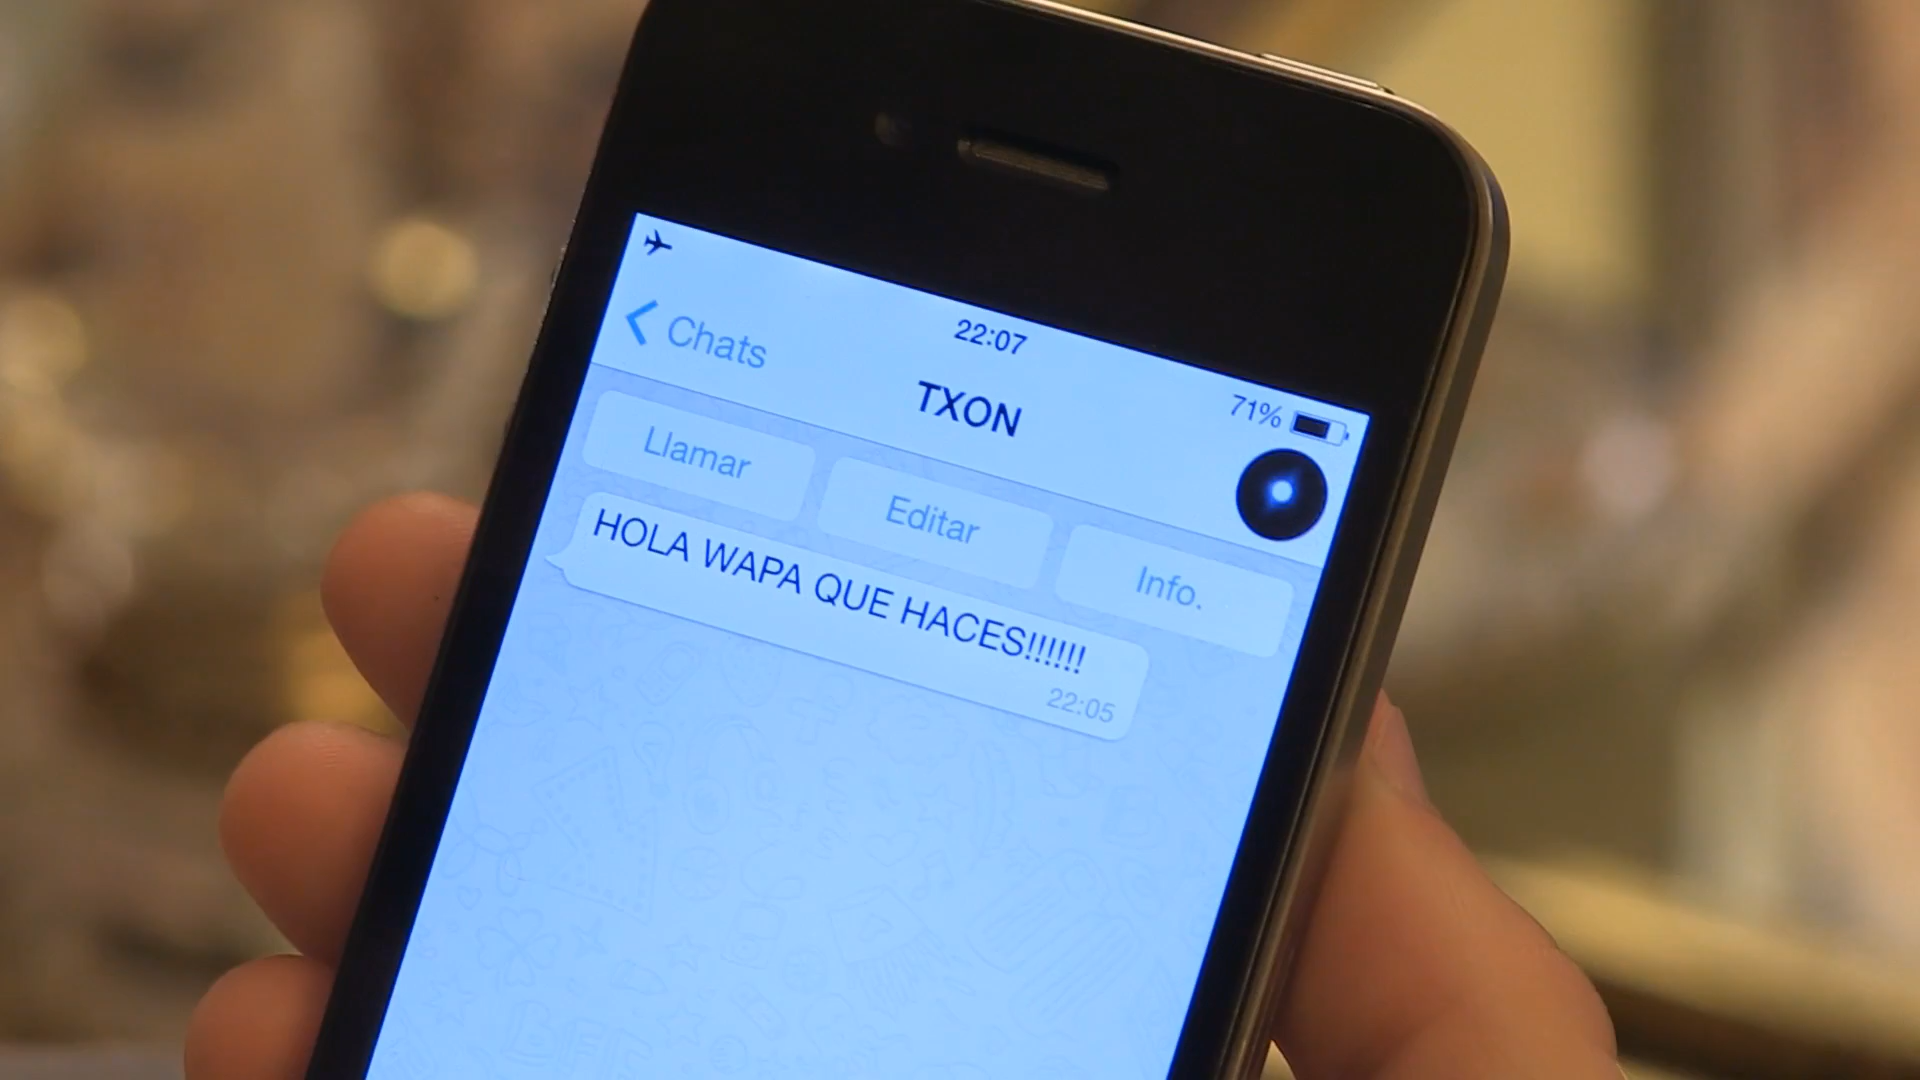 22:07
71%
Chats
TXON
Llamar
Editar
Info.
HOLA WAPA QUE HACES!!!!!!
22:05